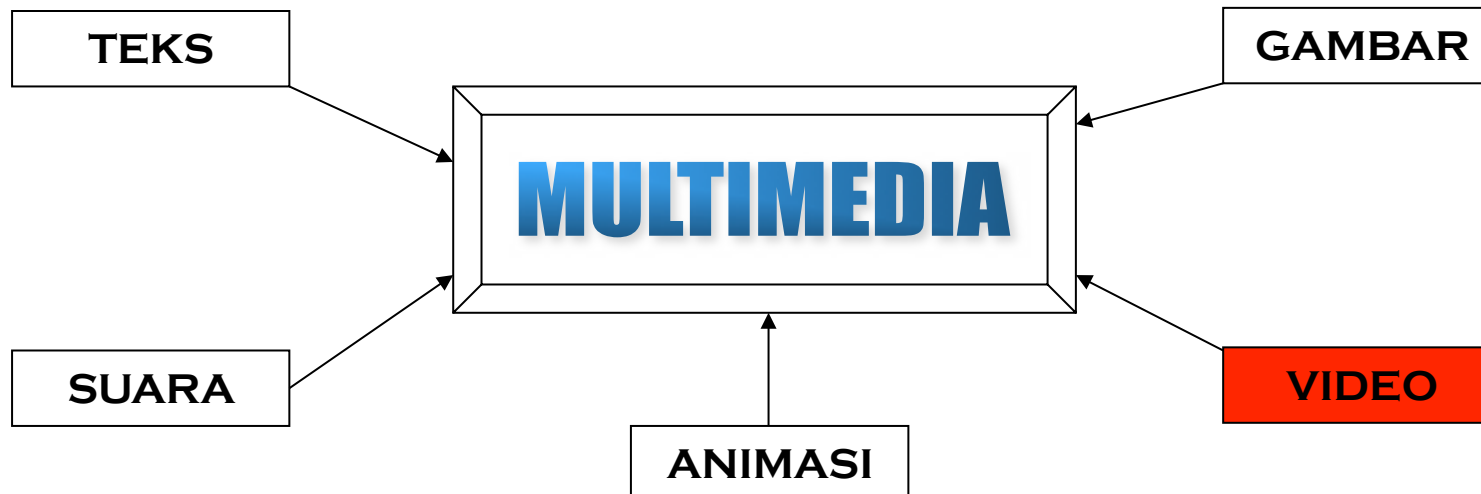 TEKS
GAMBAR
MULTIMEDIA
SUARA
VIDEO
ANIMASI